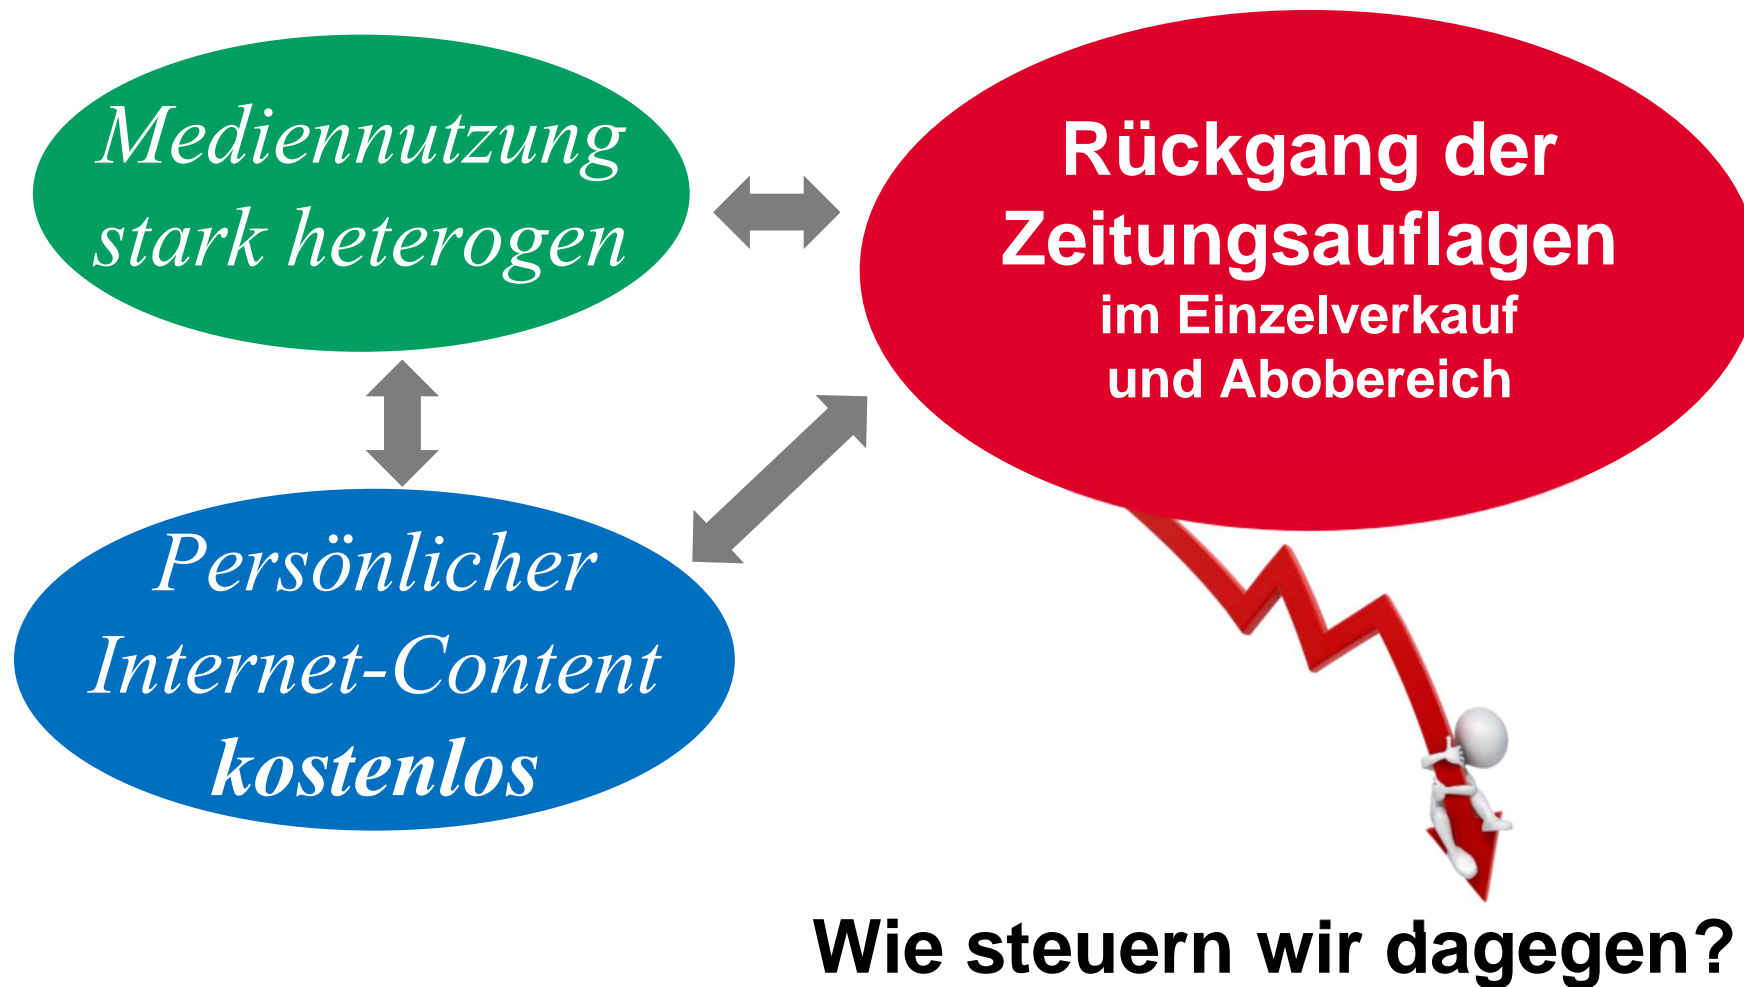 Mediennutzung
stark heterogen
Rückgang der
Zeitungsauflagen
im Einzelverkauf
und Abobereich
Persönlicher
Internet-Content
kostenlos
Wie steuern wir dagegen?